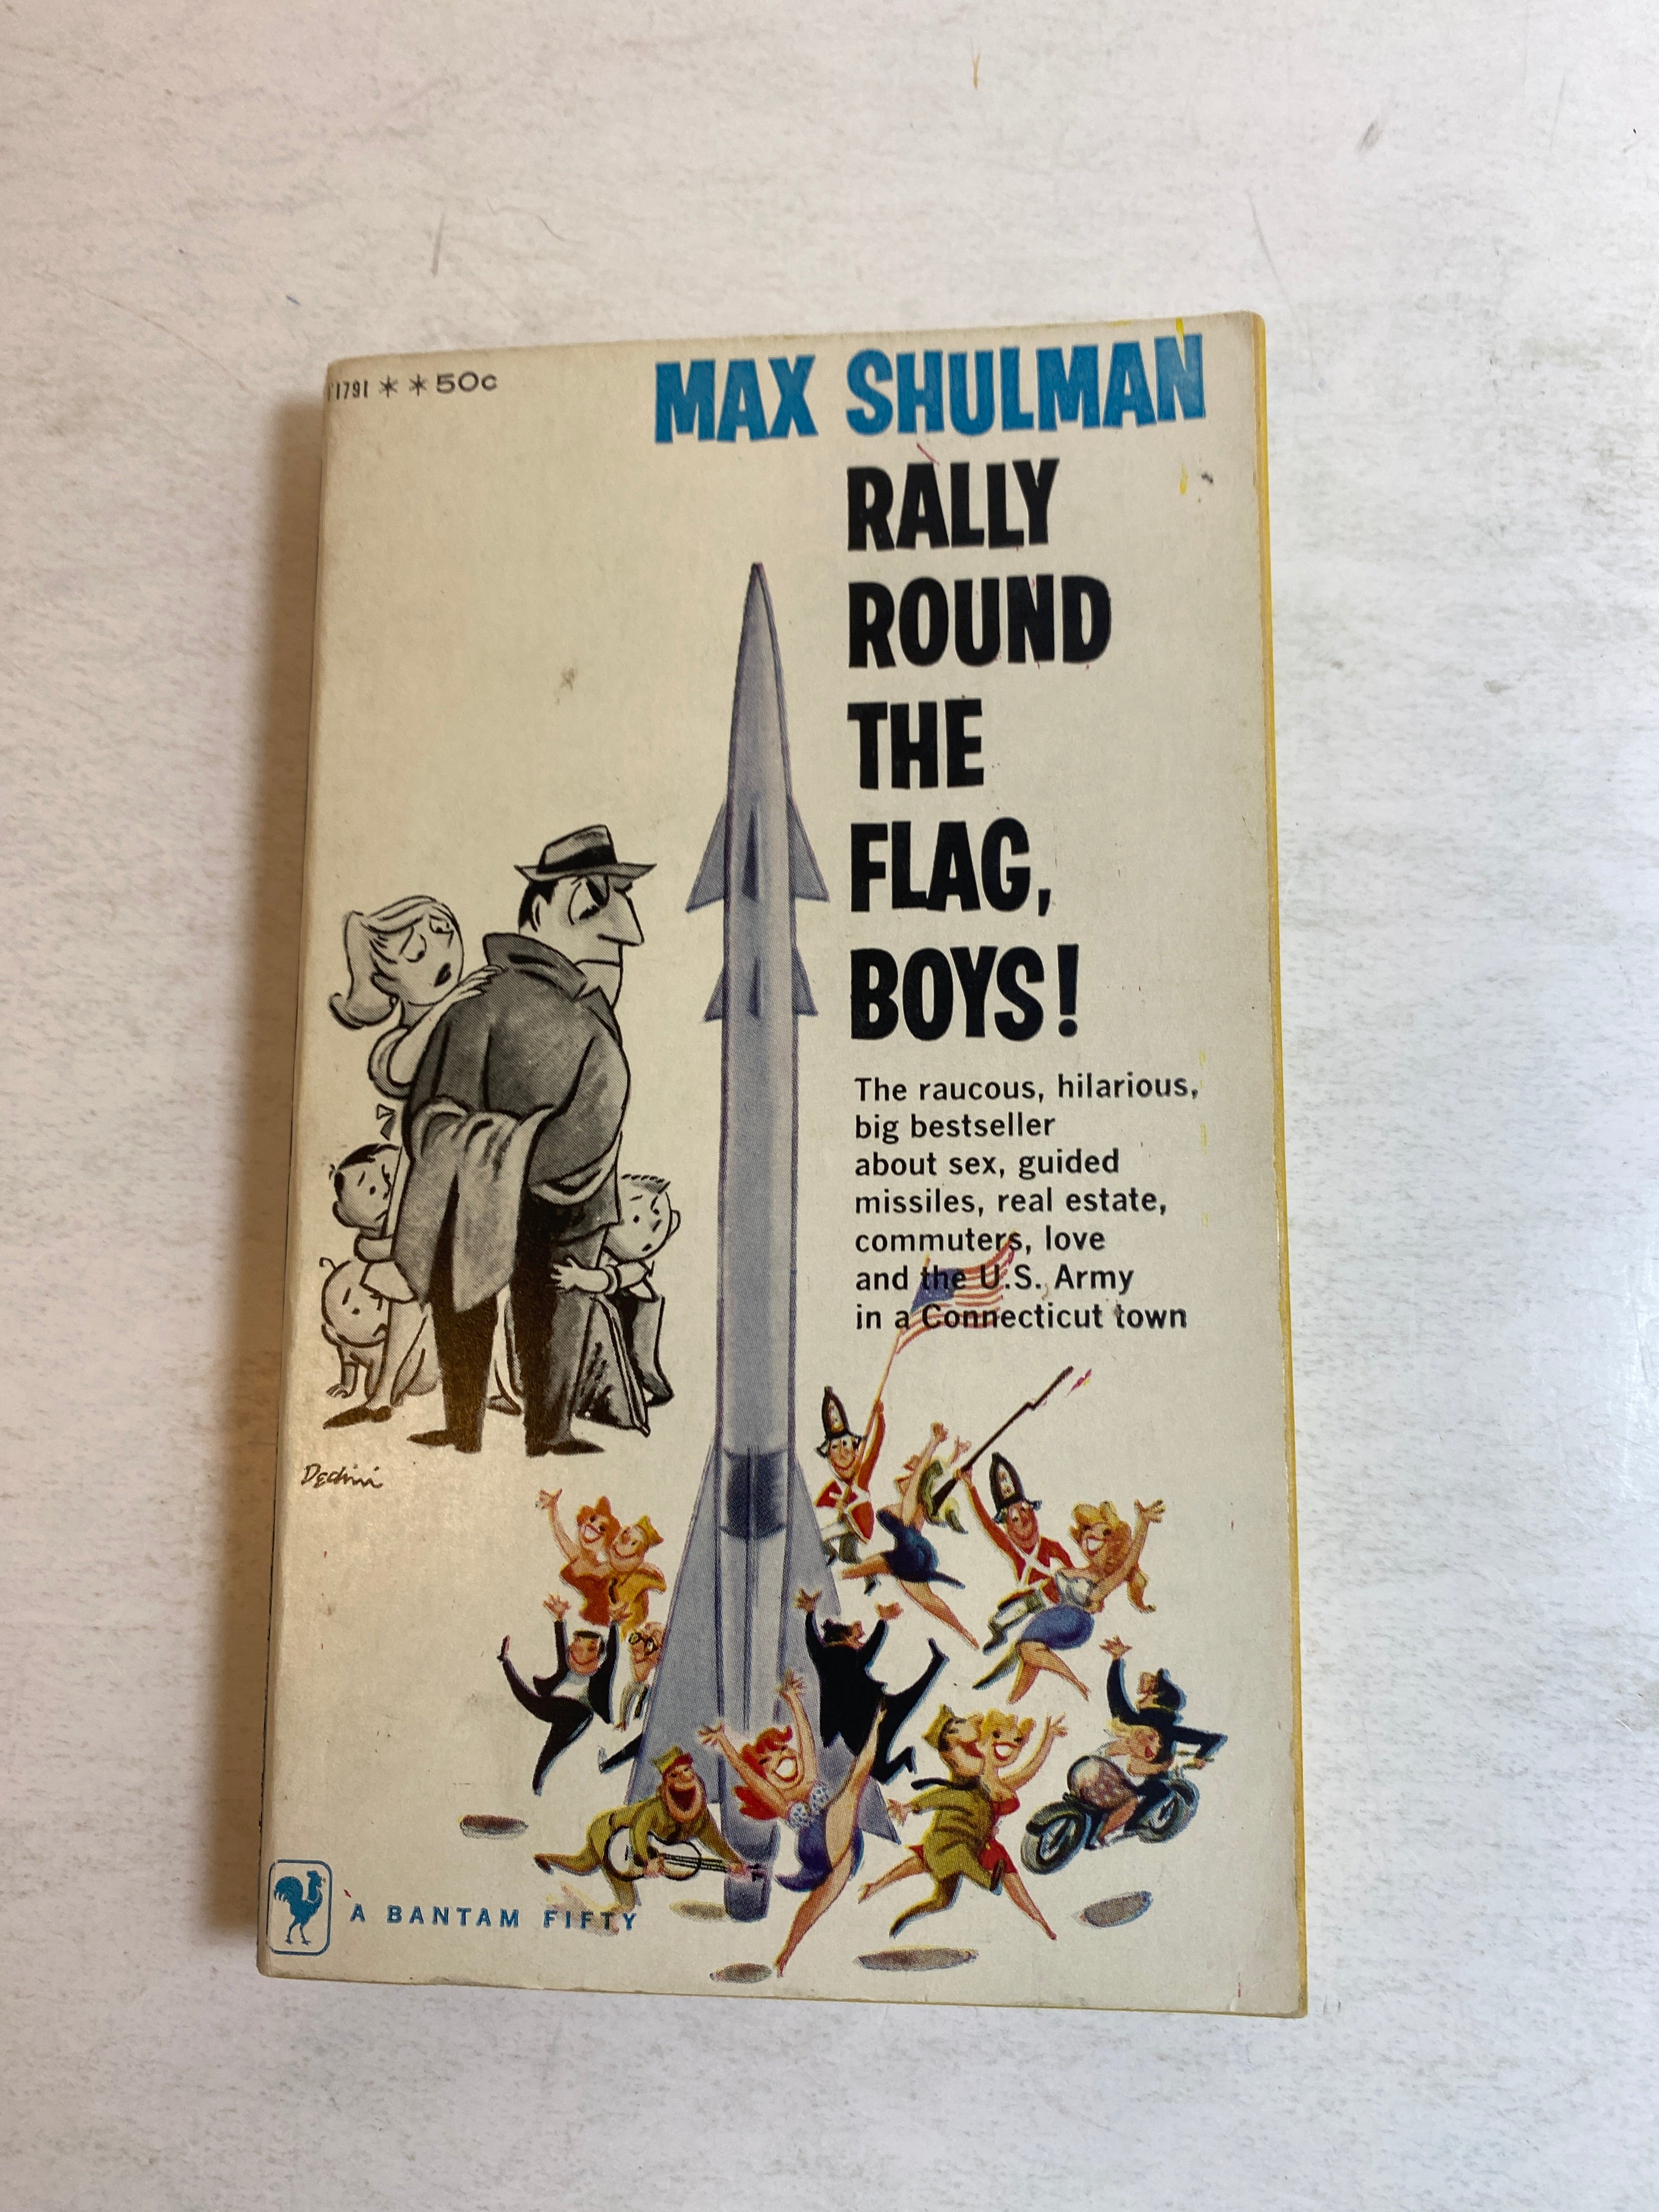 1791 * * 50c
MAX SHULMAN
RALLY
ROUND
THE
FLAG,
BOYS!
The raucous, hilarious,
big bestseller
about sex, guided
missiles, real estate,
commuters, love
and the U.S. Army
in a Connecticut town
Dedini
A BANTAM FIFTY